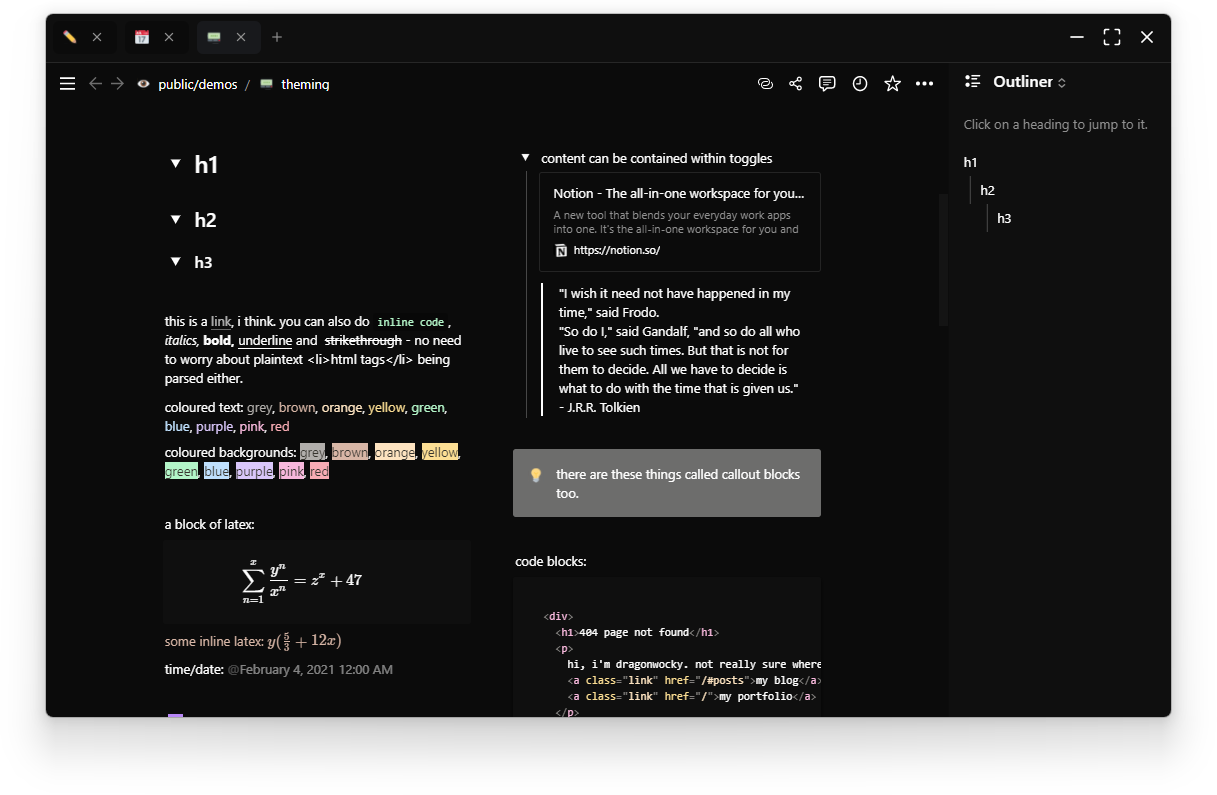 public/demos / theming
Outliner
Click on a heading to jump to it.
h1
h2
h3
h1
h2
h3
this is a link, i think. you can also do inline code,
italics, bold, underline and strikethrough - no need
to worry about plaintext <li>html tags</li> being
parsed either.
coloured text: grey, brown, orange, yellow, green,
blue, purple, pink, red
coloured backgrounds: grey, brown, orange, yellow,
green, blue, purple, pink, red
a block of latex:
x
∑ yⁿ/xⁿ = zˣ + 47
n=1
some inline latex: y(5/3 + 12x)
time/date: @February 4, 2021 12:00 AM
content can be contained within toggles
Notion - The all-in-one workspace for you...
A new tool that blends your everyday work apps
into one. It's the all-in-one workspace for you and
https://notion.so/
"I wish it need not have happened in my
time," said Frodo.
"So do I," said Gandalf, "and so do all who
live to see such times. But that is not for
them to decide. All we have to decide is
what to do with the time that is given us."
- J.R.R. Tolkien
there are these things called callout blocks
too.
code blocks:
<div>
<h1>404 page not found</h1>
<p>
hi, i'm dragonwocky. not really sure where
<a class="link" href="/#posts">my blog</a>
<a class="link" href="/">my portfolio</a>
</p>